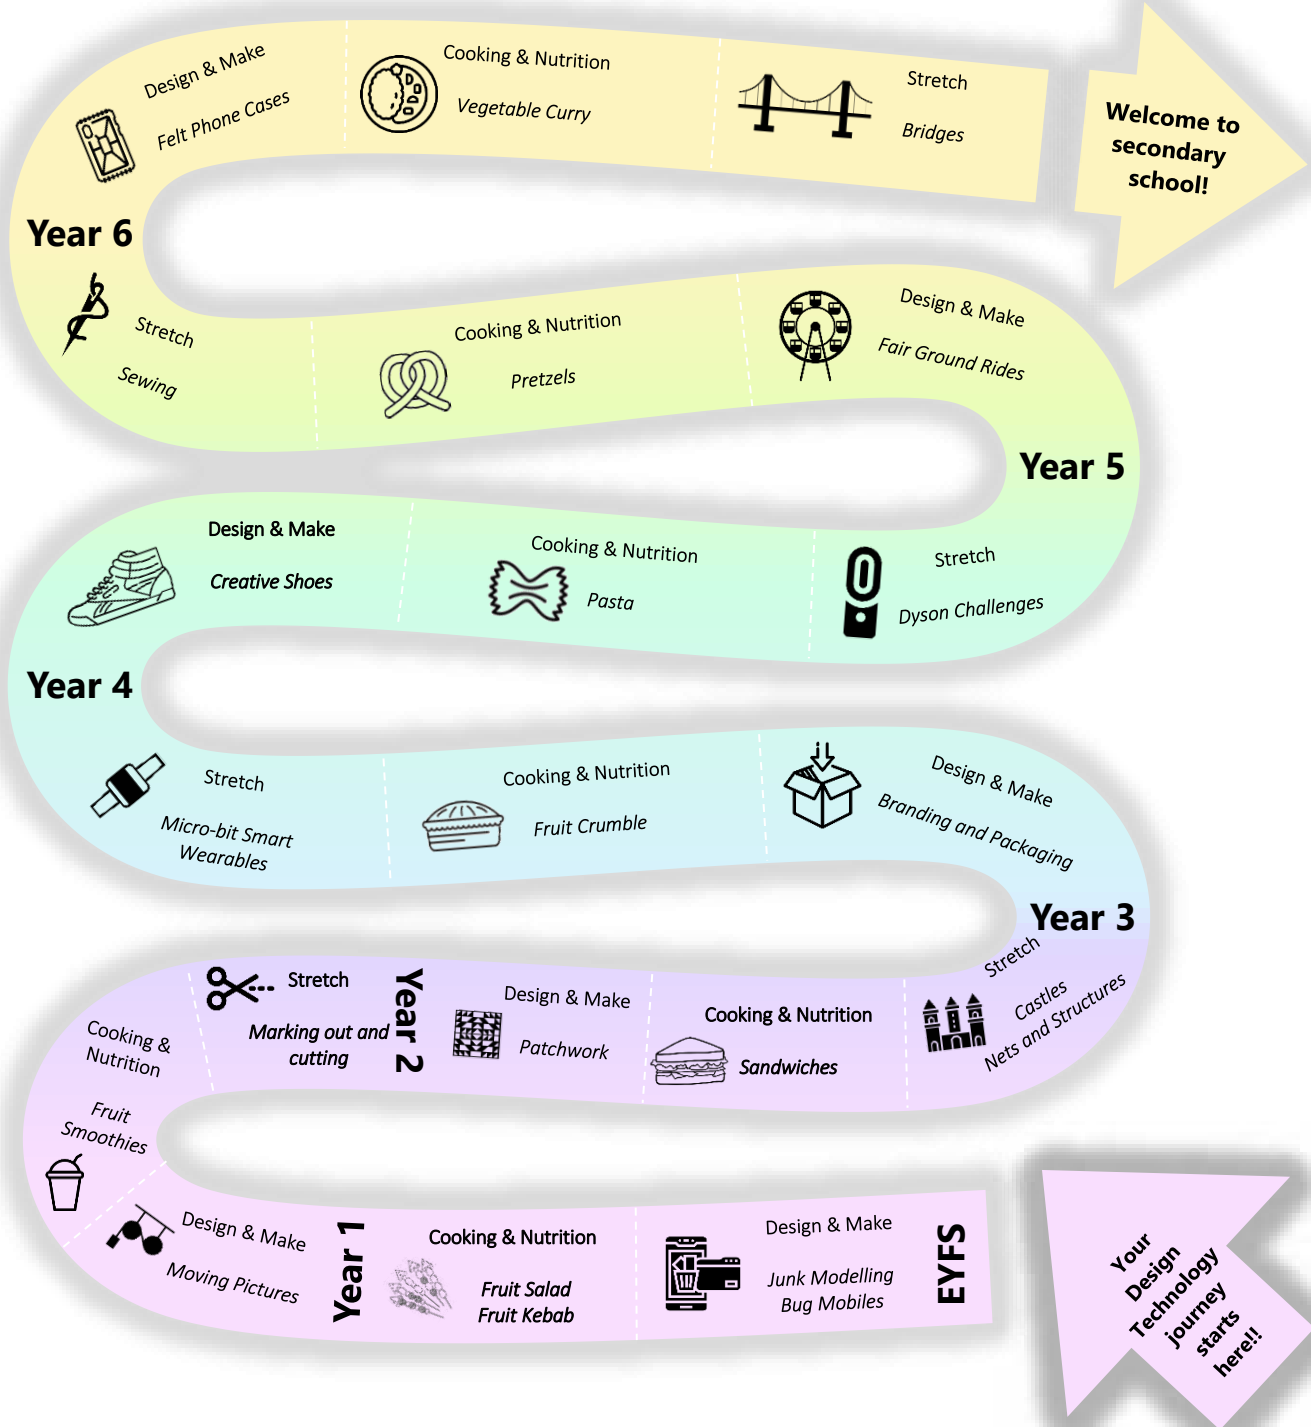 Design & Make
Felt Phone Cases
Cooking & Nutrition
Vegetable Curry
Stretch
Bridges
Welcome to
secondary
school!
Year 6
Stretch
Sewing
Cooking & Nutrition
Pretzels
Design & Make
Fair Ground Rides
Year 5
Design & Make
Creative Shoes
Cooking & Nutrition
Pasta
Stretch
Dyson Challenges
Year 4
Stretch
Micro-bit Smart
Wearables
Cooking & Nutrition
Fruit Crumble
Design & Make
Branding and Packaging
Year 3
Stretch
Castles
Nets and Structures
Cooking & Nutrition
Sandwiches
Design & Make
Patchwork
Year 2
Stretch
Marking out and
cutting
Cooking &
Nutrition
Fruit
Smoothies
Design & Make
Moving Pictures
Year 1
Cooking & Nutrition
Fruit Salad
Fruit Kebab
Design & Make
Junk Modelling
Bug Mobiles
EYFS
Your
Design
Technology
journey
starts
here!!